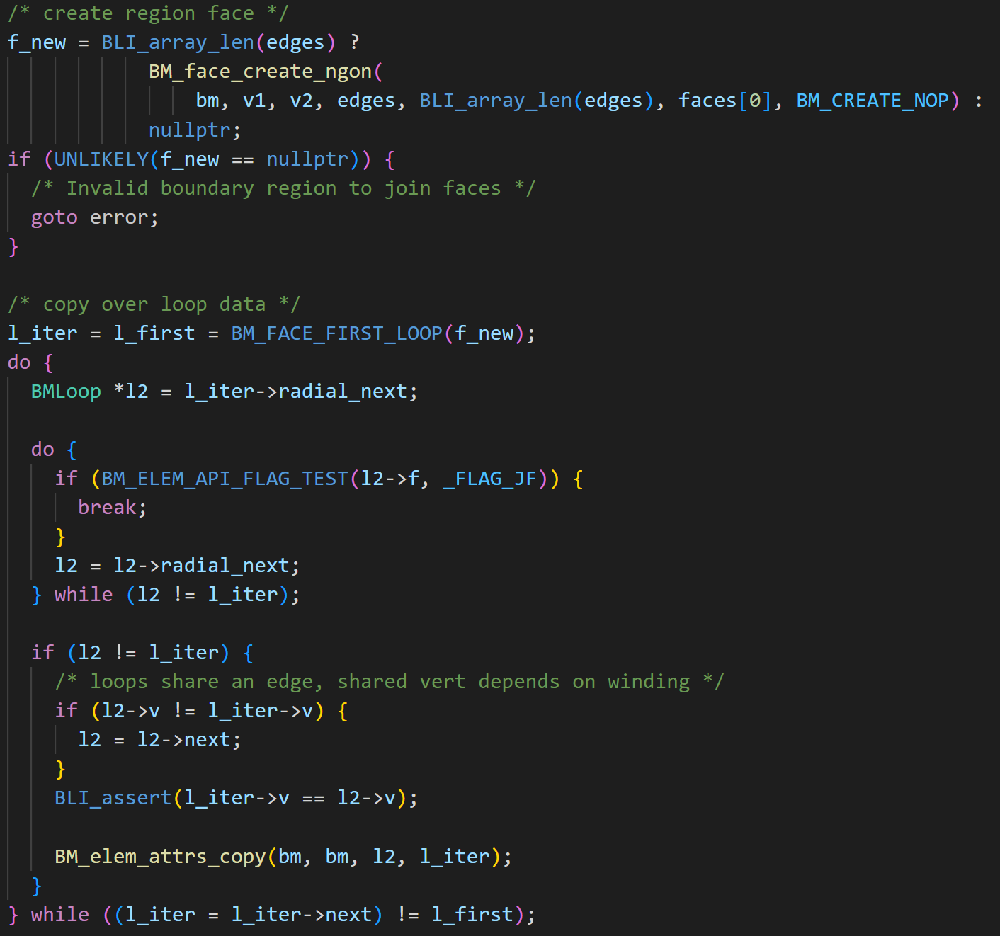 /* create region face */
f_new = BLI_array_len(edges) ?
            BM_face_create_ngon(
                bm, v1, v2, edges, BLI_array_len(edges), faces[0], BM_CREATE_NOP) :
            nullptr;
if (UNLIKELY(f_new == nullptr)) {
  /* Invalid boundary region to join faces */
  goto error;
}

/* copy over loop data */
l_iter = l_first = BM_FACE_FIRST_LOOP(f_new);
do {
  BMLoop *l2 = l_iter->radial_next;

  do {
    if (BM_ELEM_API_FLAG_TEST(l2->f, _FLAG_JF)) {
      break;
    }
    l2 = l2->radial_next;
  } while (l2 != l_iter);

  if (l2 != l_iter) {
    /* loops share an edge, shared vert depends on winding */
    if (l2->v != l_iter->v) {
      l2 = l2->next;
    }
    BLI_assert(l_iter->v == l2->v);

    BM_elem_attrs_copy(bm, bm, l2, l_iter);
  }
} while ((l_iter = l_iter->next) != l_first);